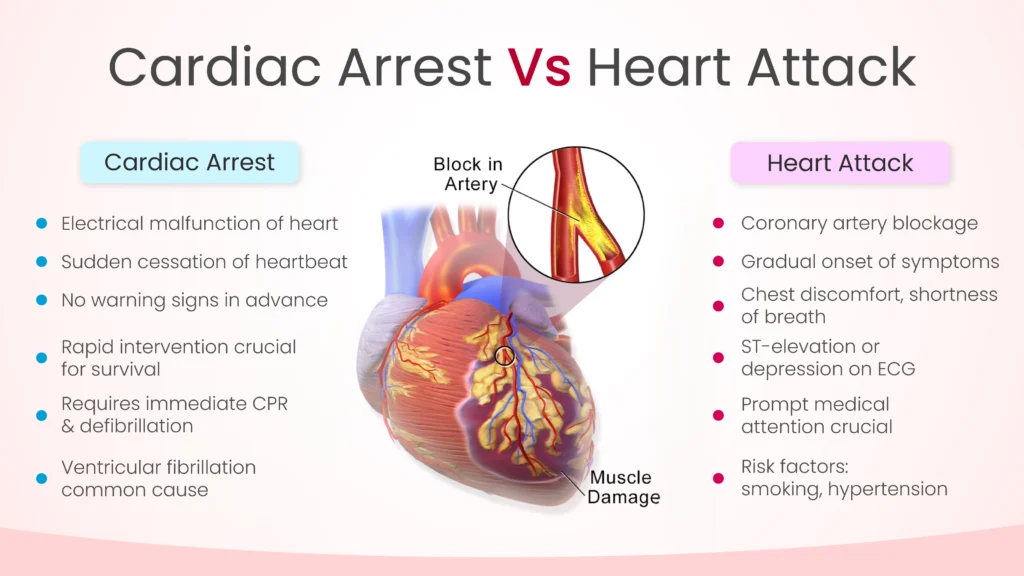 Cardiac Arrest Vs Heart Attack
Cardiac Arrest
Electrical malfunction of heart
Sudden cessation of heartbeat
No warning signs in advance
Rapid intervention crucial
for survival
Requires immediate CPR
& defibrillation
Ventricular fibrillation
common cause
Block in
Artery
Muscle
Damage
Heart Attack
Coronary artery blockage
Gradual onset of symptoms
Chest discomfort, shortness
of breath
ST-elevation or
depression on ECG
Prompt medical
attention crucial
Risk factors:
smoking, hypertension